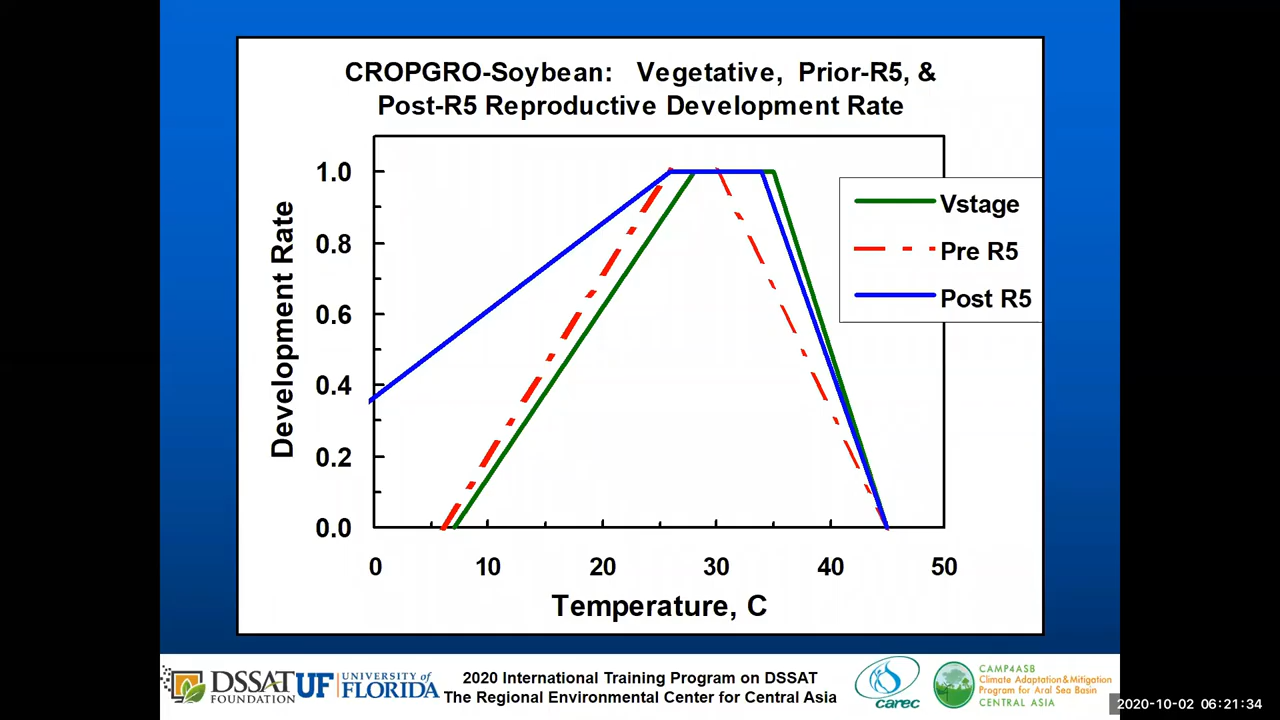 CROPGRO-Soybean: Vegetative, Prior-R5, &
Post-R5 Reproductive Development Rate
Development Rate
1.0
0.8
0.6
0.4
0.2
0.0
0 10 20 30 40 50
Temperature, C
Vstage
Pre R5
Post R5
DSSAT
FOUNDATION
UF UNIVERSITY of
FLORIDA
2020 International Training Program on DSSAT
The Regional Environmental Center for Central Asia
carec
CAMP4ASB
Climate Adaptation & Mitigation
Program for Aral Sea Basin
CENTRAL ASIA
2020-10-02 06:21:34